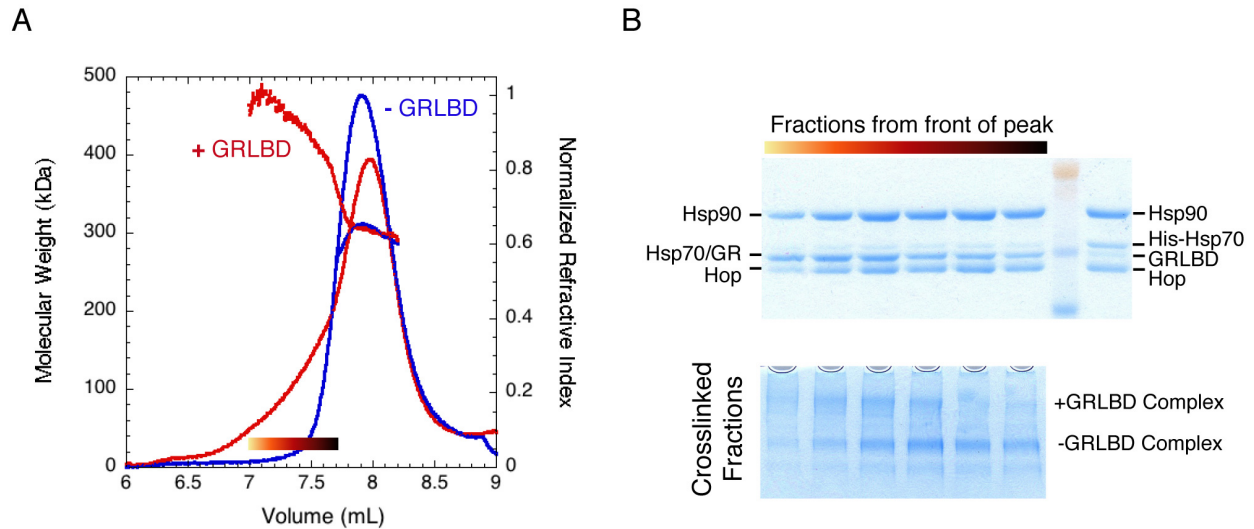 A
B
500
400
300
200
100
0
Molecular Weight (kDa)
6
6.5
7
7.5
8
8.5
9
Volume (mL)
1
0.8
0.6
0.4
0.2
0
Normalized Refractive Index
+ GRLBD
- GRLBD
Fractions from front of peak
Hsp90
Hsp70/GR
Hop
Hsp90
His-Hsp70
GRLBD
Hop
Crosslinked
Fractions
+GRLBD Complex
-GRLBD Complex